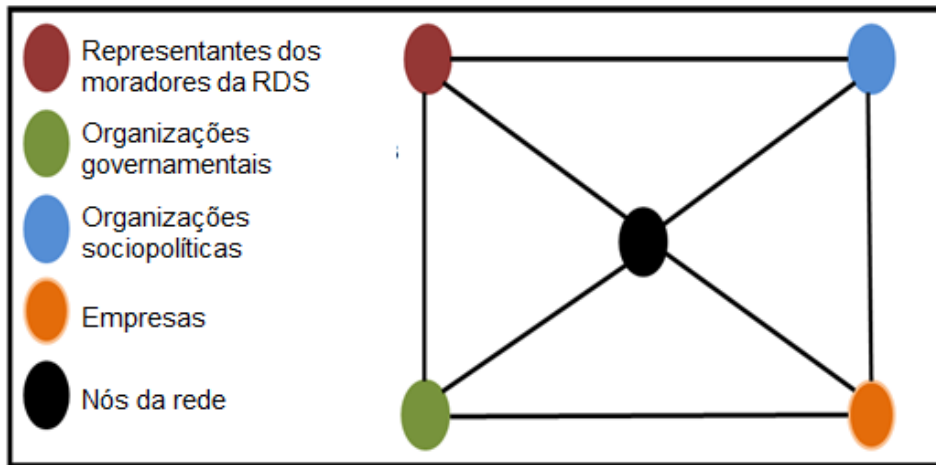 Representantes dos
moradores da RDS
Organizações
governamentais
Organizações
sociopolíticas
Empresas
Nós da rede